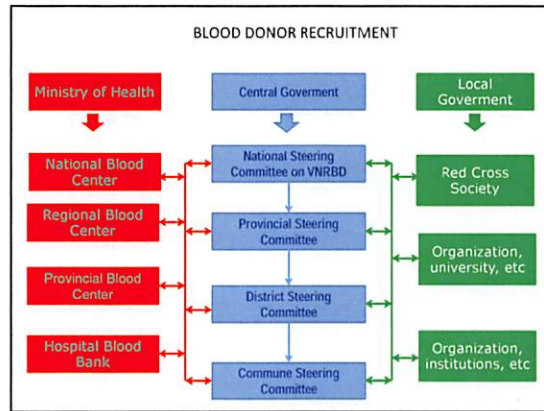 BLOOD DONOR RECRUITMENT
Ministry of Health
Central Goverment
Local
Goverment
National Blood
Center
National Steering
Committee on VNRBD
Red Cross
Society
Regional Blood
Center
Provincial Steering
Committee
Organization,
university, etc
Provincial Blood
Center
District Steering
Committee
Hospital Blood
Bank
Commune Steering
Committee
Organization,
institutions, etc